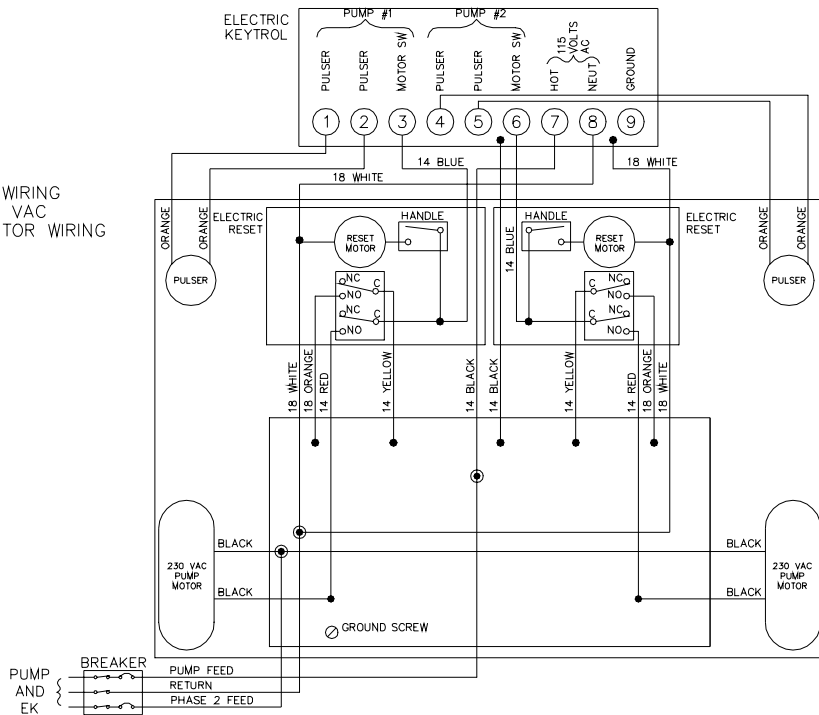 ELECTRIC
KEYTROL
PUMP #1
PUMP #2
PULSER
PULSER
MOTOR SW
PULSER
PULSER
MOTOR SW
HOT
115
VOLTS
AC
NEUT
GROUND
1
2
3
4
5
6
7
8
9
14 BLUE
18 WHITE
18 WHITE
WIRING
VAC
TOR WIRING
ORANGE
ORANGE
ELECTRIC
RESET
HANDLE
RESET
MOTOR
14 BLUE
HANDLE
RESET
MOTOR
ELECTRIC
RESET
ORANGE
ORANGE
PULSER
PULSER
NC
C
NO
NC
C
NO
NC
C
NO
NC
C
NO
18 WHITE
18 ORANGE
14 RED
14 YELLOW
14 BLACK
14 BLACK
14 YELLOW
14 RED
18 ORANGE
18 WHITE
BLACK
BLACK
230 VAC
PUMP
MOTOR
230 VAC
PUMP
MOTOR
BLACK
BLACK
GROUND SCREW
BREAKER
PUMP
AND
EK
PUMP FEED
RETURN
PHASE 2 FEED